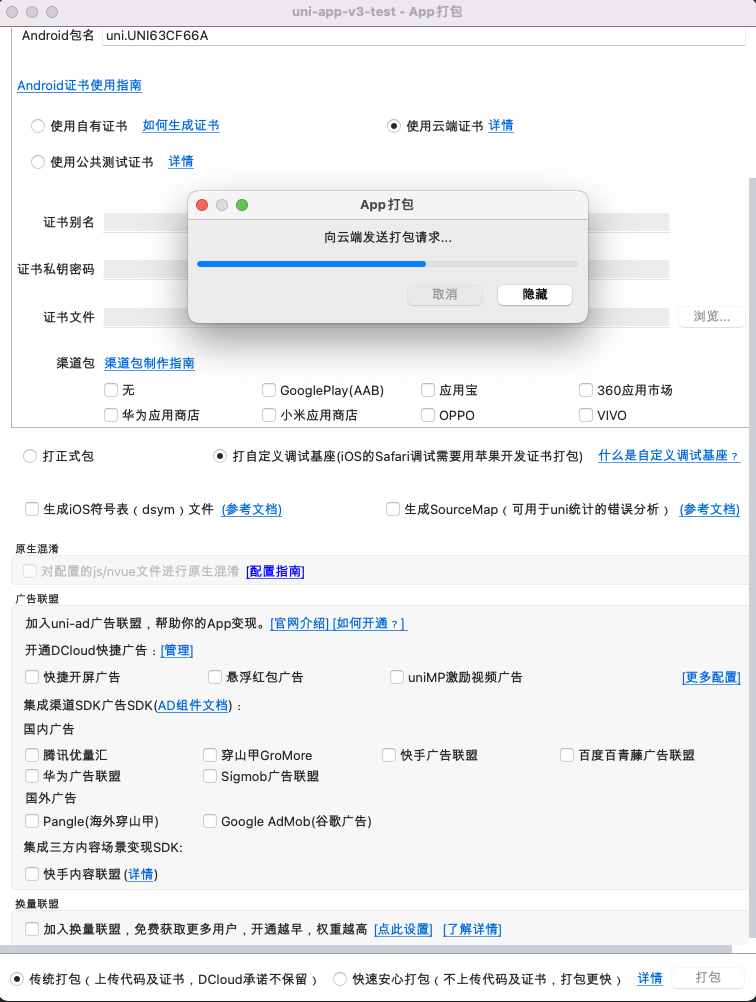 uni-app-v3-test - App打包
Android包名 uni.UNI63CF66A
Android证书使用指南
使用自有证书 如何生成证书 使用云端证书 详情
使用公共测试证书 详情
App打包
向云端发送打包请求...
取消 隐藏
证书别名
证书私钥密码
证书文件 浏览...
渠道包 渠道包制作指南
无 GooglePlay(AAB) 应用宝 360应用市场
华为应用商店 小米应用商店 OPPO VIVO
打正式包 打自定义调试基座(iOS的Safari调试需要用苹果开发证书打包) 什么是自定义调试基座？
生成iOS符号表（dsym）文件 (参考文档) 生成SourceMap（可用于uni统计的错误分析） (参考文档)
原生混淆
对配置的js/nvue文件进行原生混淆 [配置指南]
广告联盟
加入uni-ad广告联盟，帮助你的App变现。[官网介绍] [如何开通？]
开通DCloud快捷广告：[管理]
快捷开屏广告 悬浮红包广告 uniMP激励视频广告 [更多配置]
集成渠道SDK广告SDK(AD组件文档)：
国内广告
腾讯优量汇 穿山甲GroMore 快手广告联盟 百度百青藤广告联盟
华为广告联盟 Sigmob广告联盟
国外广告
Pangle(海外穿山甲) Google AdMob(谷歌广告)
集成三方内容场景变现SDK:
快手内容联盟(详情)
换量联盟
加入换量联盟，免费获取更多用户，开通越早，权重越高 [点此设置] [了解详情]
传统打包（上传代码及证书，DCloud承诺不保留） 快速安心打包（不上传代码及证书，打包更快） 详情 打包